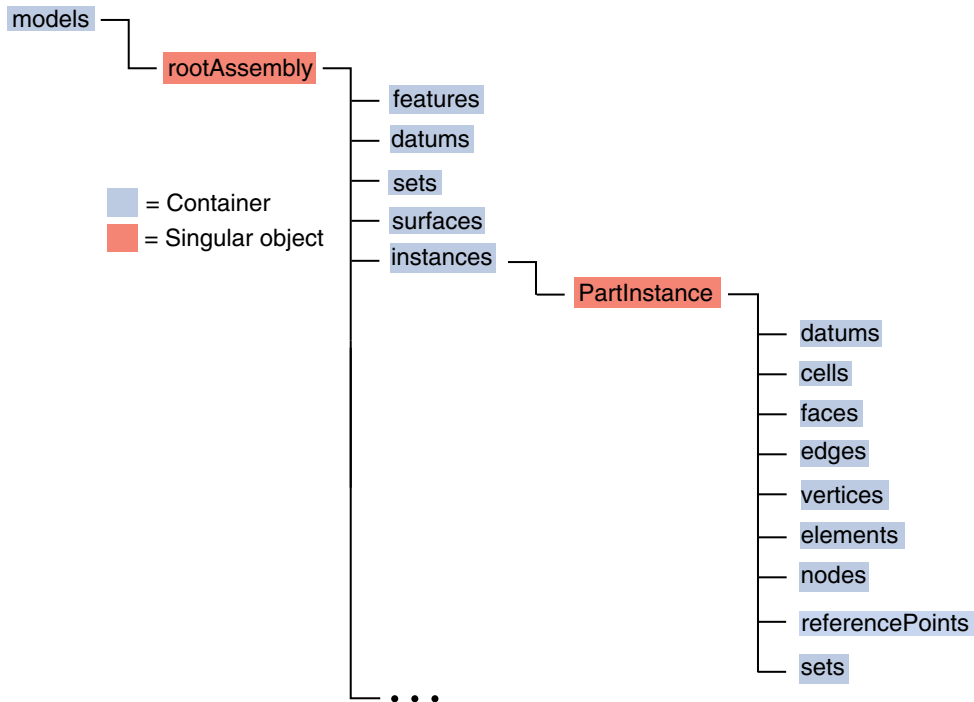 models
rootAssembly
features
datums
sets
surfaces
instances
= Container
= Singular object
PartInstance
datums
cells
faces
edges
vertices
elements
nodes
referencePoints
sets
• • •